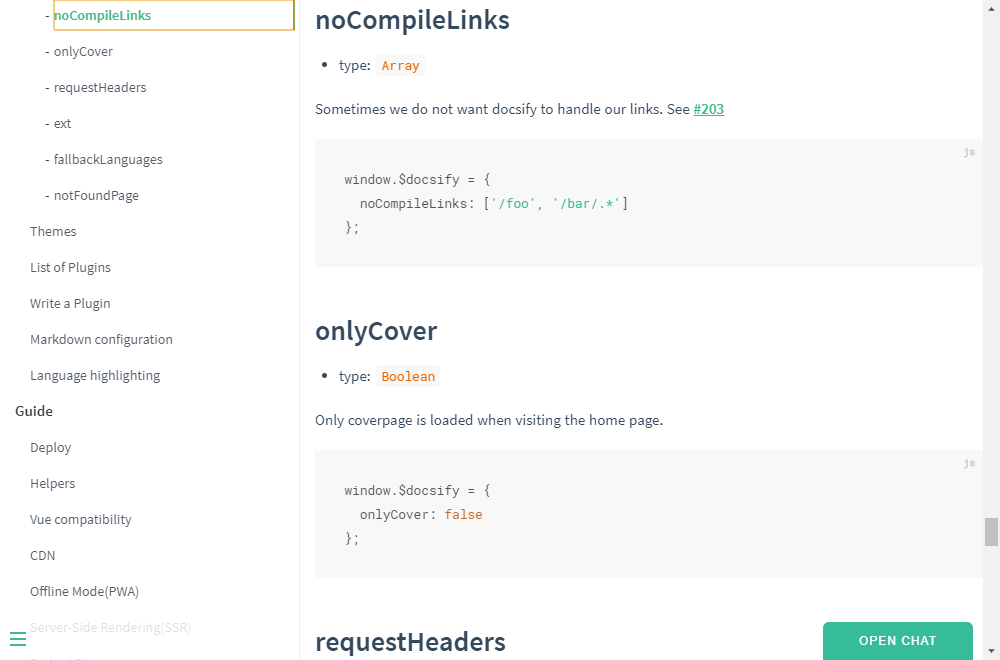 - noCompileLinks
- onlyCover
- requestHeaders
- ext
- fallbackLanguages
- notFoundPage
Themes
List of Plugins
Write a Plugin
Markdown configuration
Language highlighting
Guide
Deploy
Helpers
Vue compatibility
CDN
Offline Mode(PWA)
Server-Side Rendering(SSR)
noCompileLinks
• type: Array
Sometimes we do not want docsify to handle our links. See #203
js
window.$docsify = {
  noCompileLinks: ['/foo', '/bar/.*']
};
onlyCover
• type: Boolean
Only coverpage is loaded when visiting the home page.
js
window.$docsify = {
  onlyCover: false
};
requestHeaders
OPEN CHAT